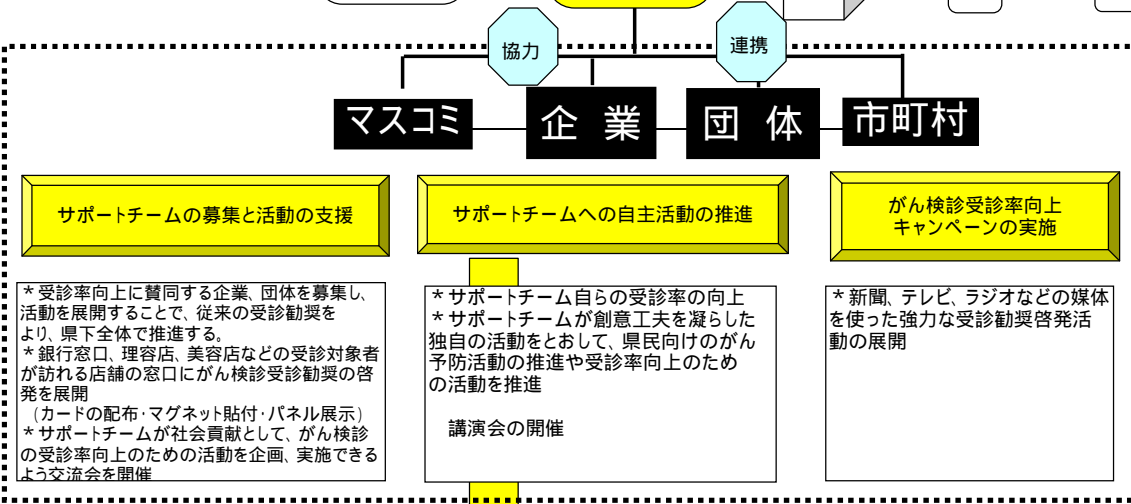 協力
連携
マスコミ
企 業
団 体
市町村
サポートチームの募集と活動の支援
サポートチームへの自主活動の推進
がん検診受診率向上
キャンペーンの実施
*受診率向上に賛同する企業、団体を募集し、
活動を展開することで、従来の受診勧奨を
より、県下全体で推進する。
*銀行窓口、理容店、美容店などの受診対象者
が訪れる店舗の窓口にがん検診受診勧奨の啓
発を展開
(カードの配布・マグネット貼付・パネル展示)
*サポートチームが社会貢献として、がん検診
の受診率向上のための活動を企画、実施できる
よう交流会を開催
*サポートチーム自らの受診率の向上
*サポートチームが創意工夫を凝らした
独自の活動をとおして、県民向けのがん
予防活動の推進や受診率向上のため
の活動を推進
講演会の開催
*新聞、テレビ、ラジオなどの媒体
を使った強力な受診勧奨啓発活
動の展開